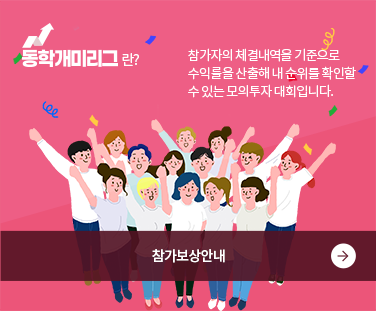 동학개미리그 란?
참가자의 체결내역을 기준으로
수익률을 산출해 내 순위를 확인할
수 있는 모의투자 대회입니다.
참가보상안내